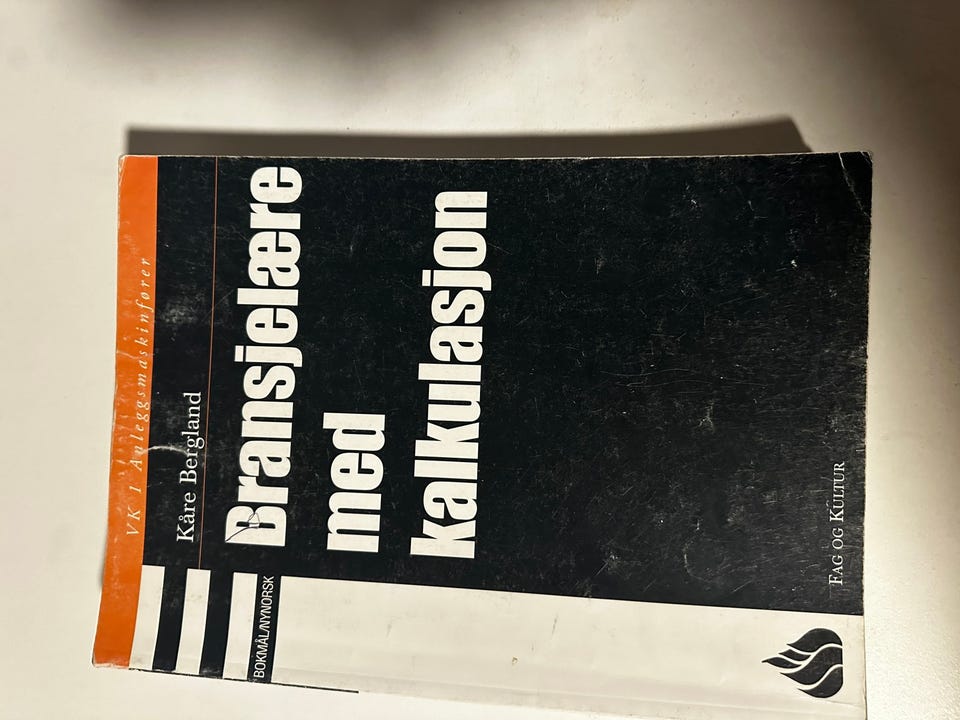 VK 1 Anleggsmaskinfører
Kåre Bergland
Bransjelære
med
kalkulasjon
BOKMÅL/NYNORSK
FAG OG KULTUR